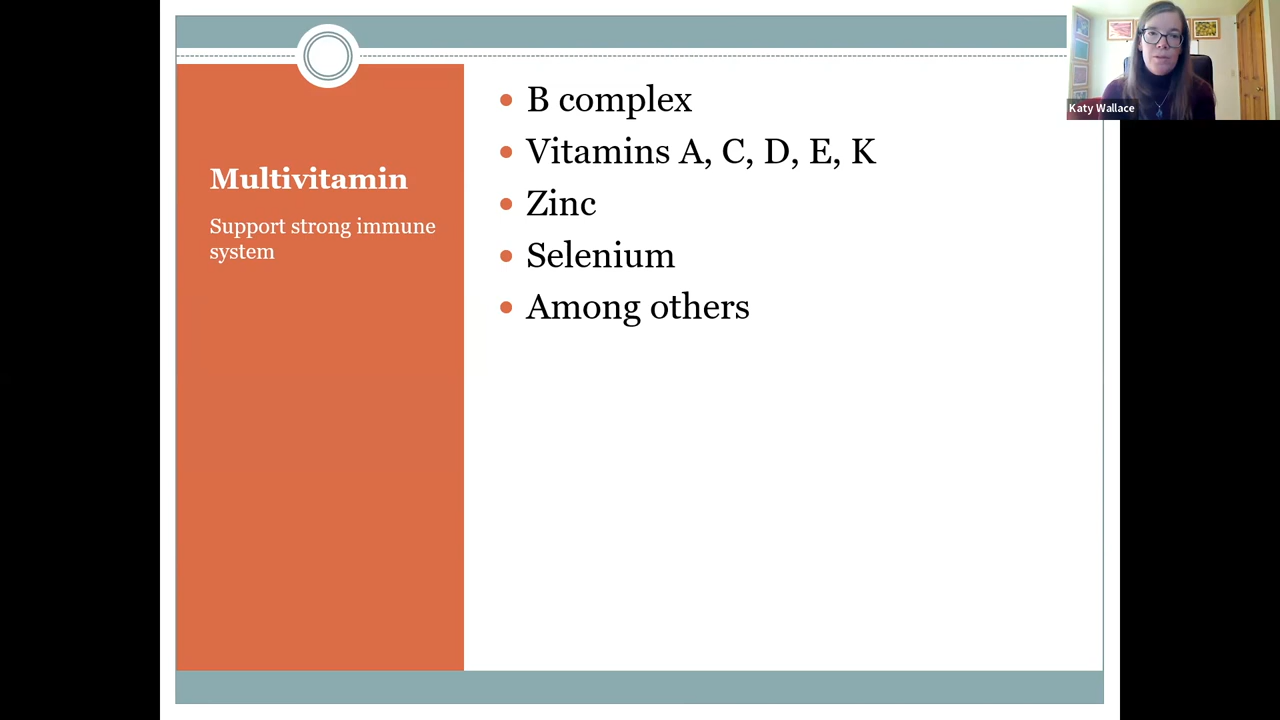 Multivitamin
Support strong immune
system
B complex
Vitamins A, C, D, E, K
Zinc
Selenium
Among others
Katy Wallace